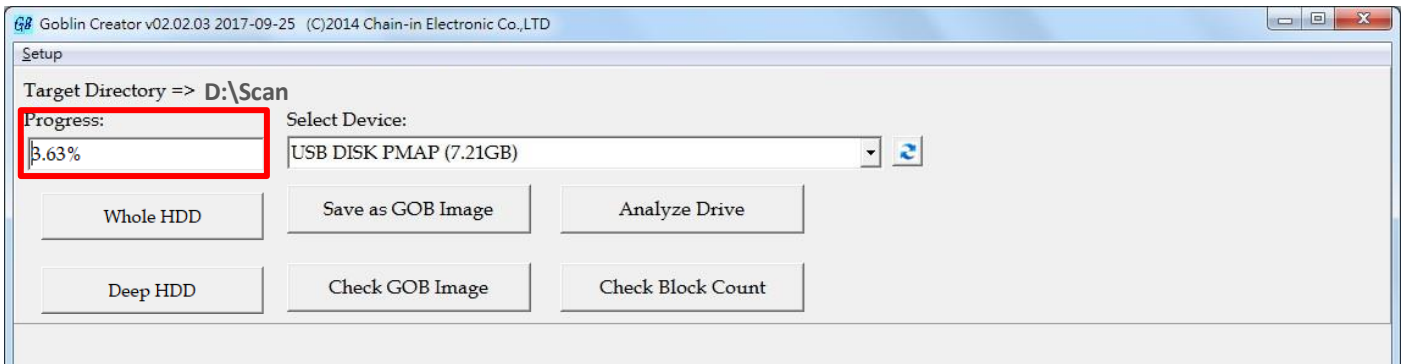 GB Goblin Creator v02.02.03 2017-09-25 (C)2014 Chain-in Electronic Co.,LTD
Setup
Target Directory => D:\Scan
Progress:
Select Device:
3.63%
USB DISK PMAP (7.21GB)
Whole HDD
Save as GOB Image
Analyze Drive
Deep HDD
Check GOB Image
Check Block Count